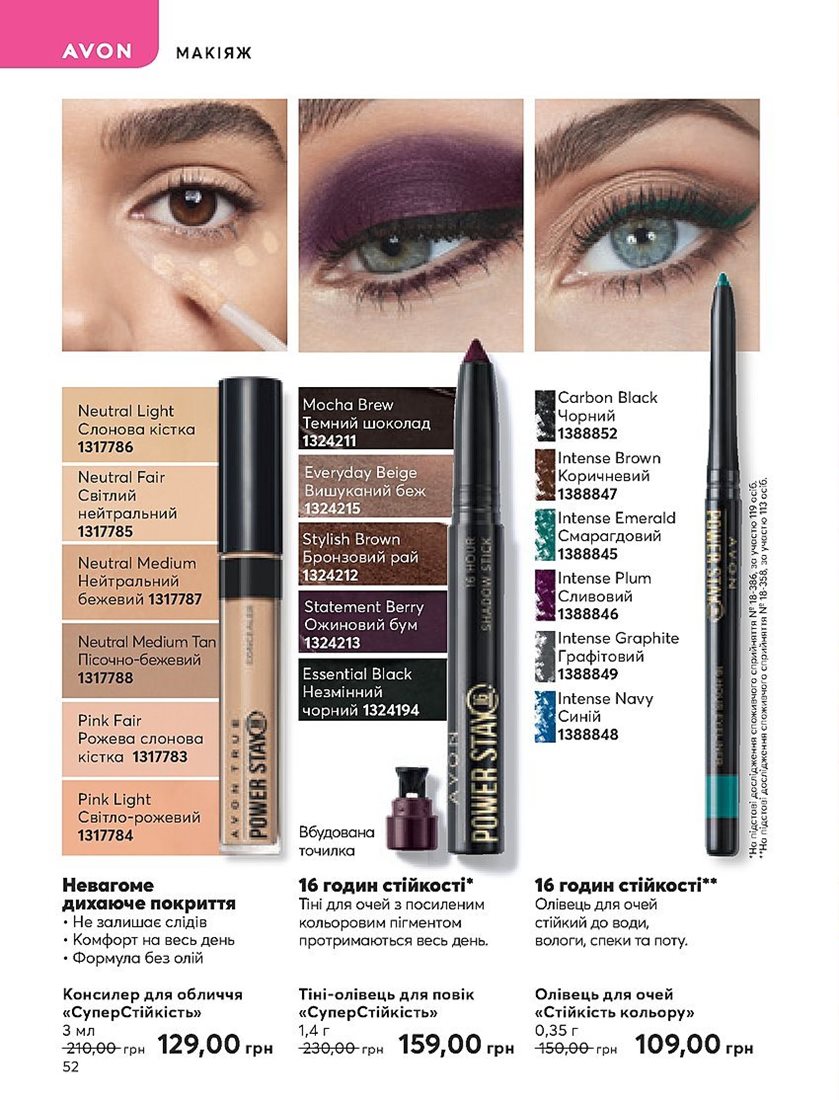 AVON
МАКІЯЖ
Neutral Light
Слонова кістка
1317786
Neutral Fair
Світлий
нейтральний
1317785
Neutral Medium
Нейтральний
бежевий 1317787
Neutral Medium Tan
Пісочно-бежевий
1317788
Pink Fair
Рожева слонова
кістка 1317783
Pink Light
Світло-рожевий
1317784
CONCEALER
AVON TRUE
POWER STAY 16
Невагоме
дихаюче покриття
• Не залишає слідів
• Комфорт на весь день
• Формула без олій
Консилер для обличчя
«СуперСтійкість»
3 мл
210,00 грн 129,00 грн
Mocha Brew
Темний шоколад
1324211
Everyday Beige
Вишуканий беж
1324215
Stylish Brown
Бронзовий рай
1324212
Statement Berry
Ожиновий бум
1324213
Essential Black
Незмінний
чорний 1324194
16 HOUR
SHADOW STICK
AVON
POWER STAY 16
Вбудована
точилка
16 годин стійкості*
Тіні для очей з посиленим
кольоровим пігментом
протримаються весь день.
Тіні-олівець для повік
«СуперСтійкість»
1,4 г
230,00 грн 159,00 грн
Carbon Black
Чорний
1388852
Intense Brown
Коричневий
1388847
Intense Emerald
Смарагдовий
1388845
Intense Plum
Сливовий
1388846
Intense Graphite
Графітовий
1388849
Intense Navy
Синій
1388848
AVON
POWER STAY 16
16 HOUR EYELINER
*На підставі дослідження споживчого сприйняття № 18-386, за участю 119 осіб.
**На підставі дослідження споживчого сприйняття № 18-358, за участю 113 осіб.
16 годин стійкості**
Олівець для очей
стійкий до води,
вологи, спеки та поту.
Олівець для очей
«Стійкість кольору»
0,35 г
150,00 грн 109,00 грн
52